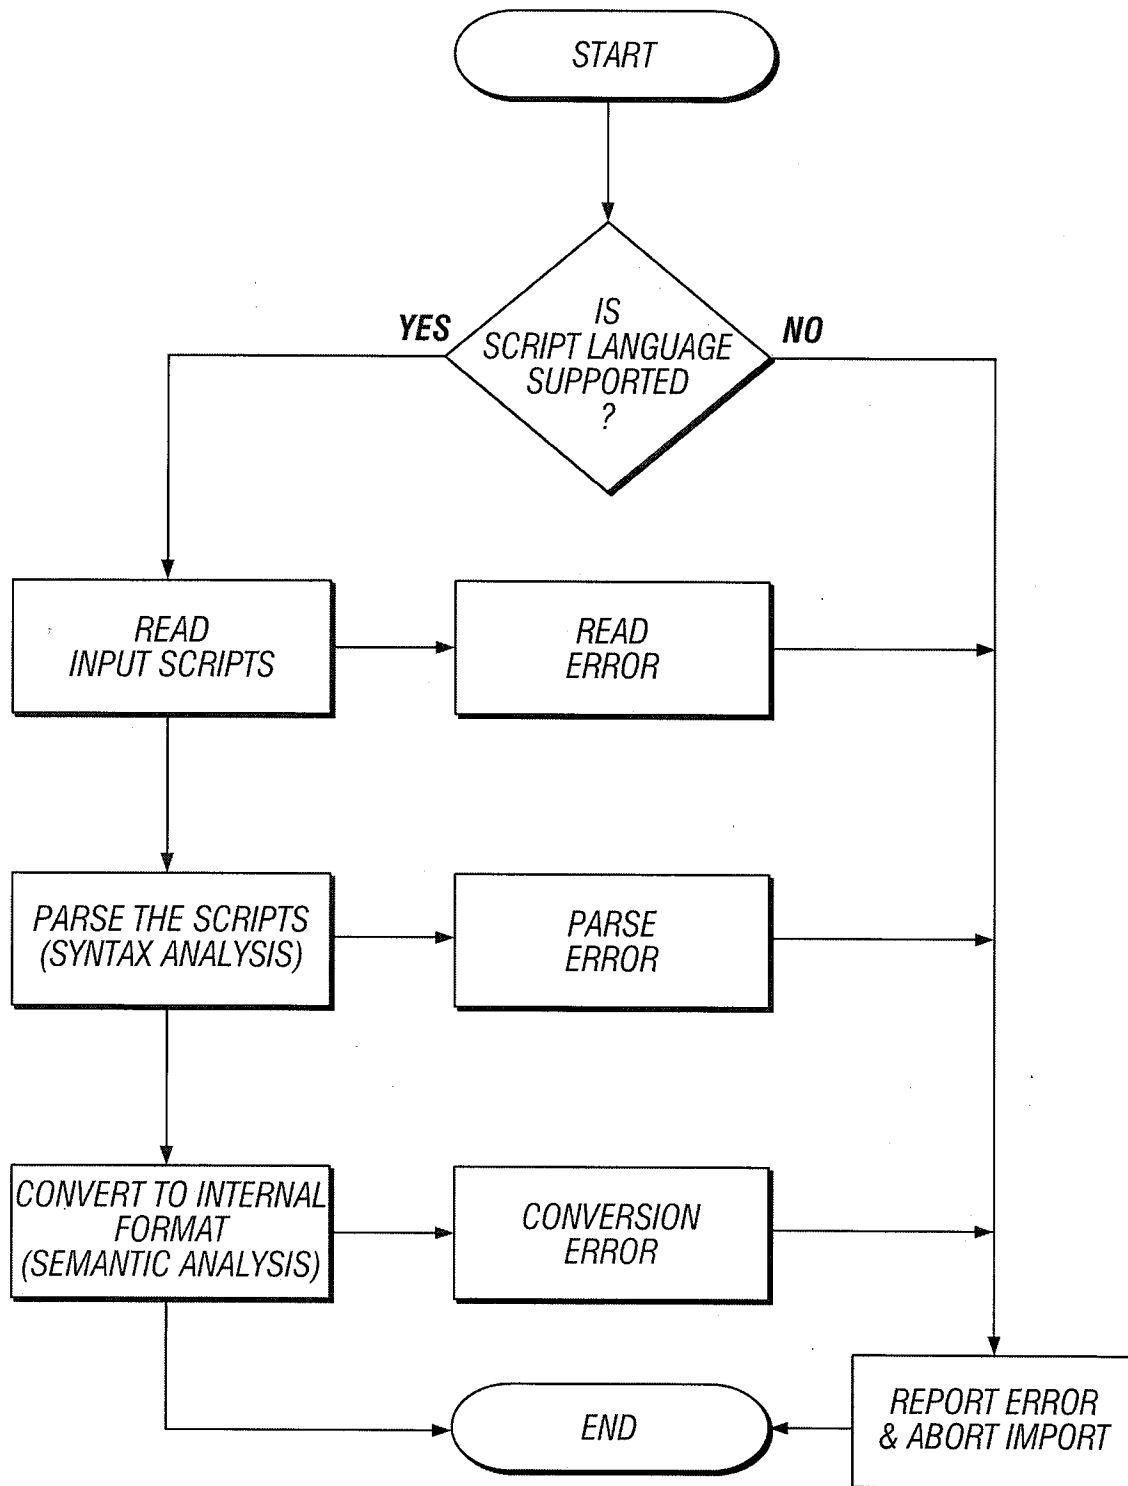 START
YES
IS
SCRIPT LANGUAGE
SUPPORTED
?
NO
READ
INPUT SCRIPTS
READ
ERROR
PARSE THE SCRIPTS
(SYNTAX ANALYSIS)
PARSE
ERROR
CONVERT TO INTERNAL
FORMAT
(SEMANTIC ANALYSIS)
CONVERSION
ERROR
END
REPORT ERROR
& ABORT IMPORT